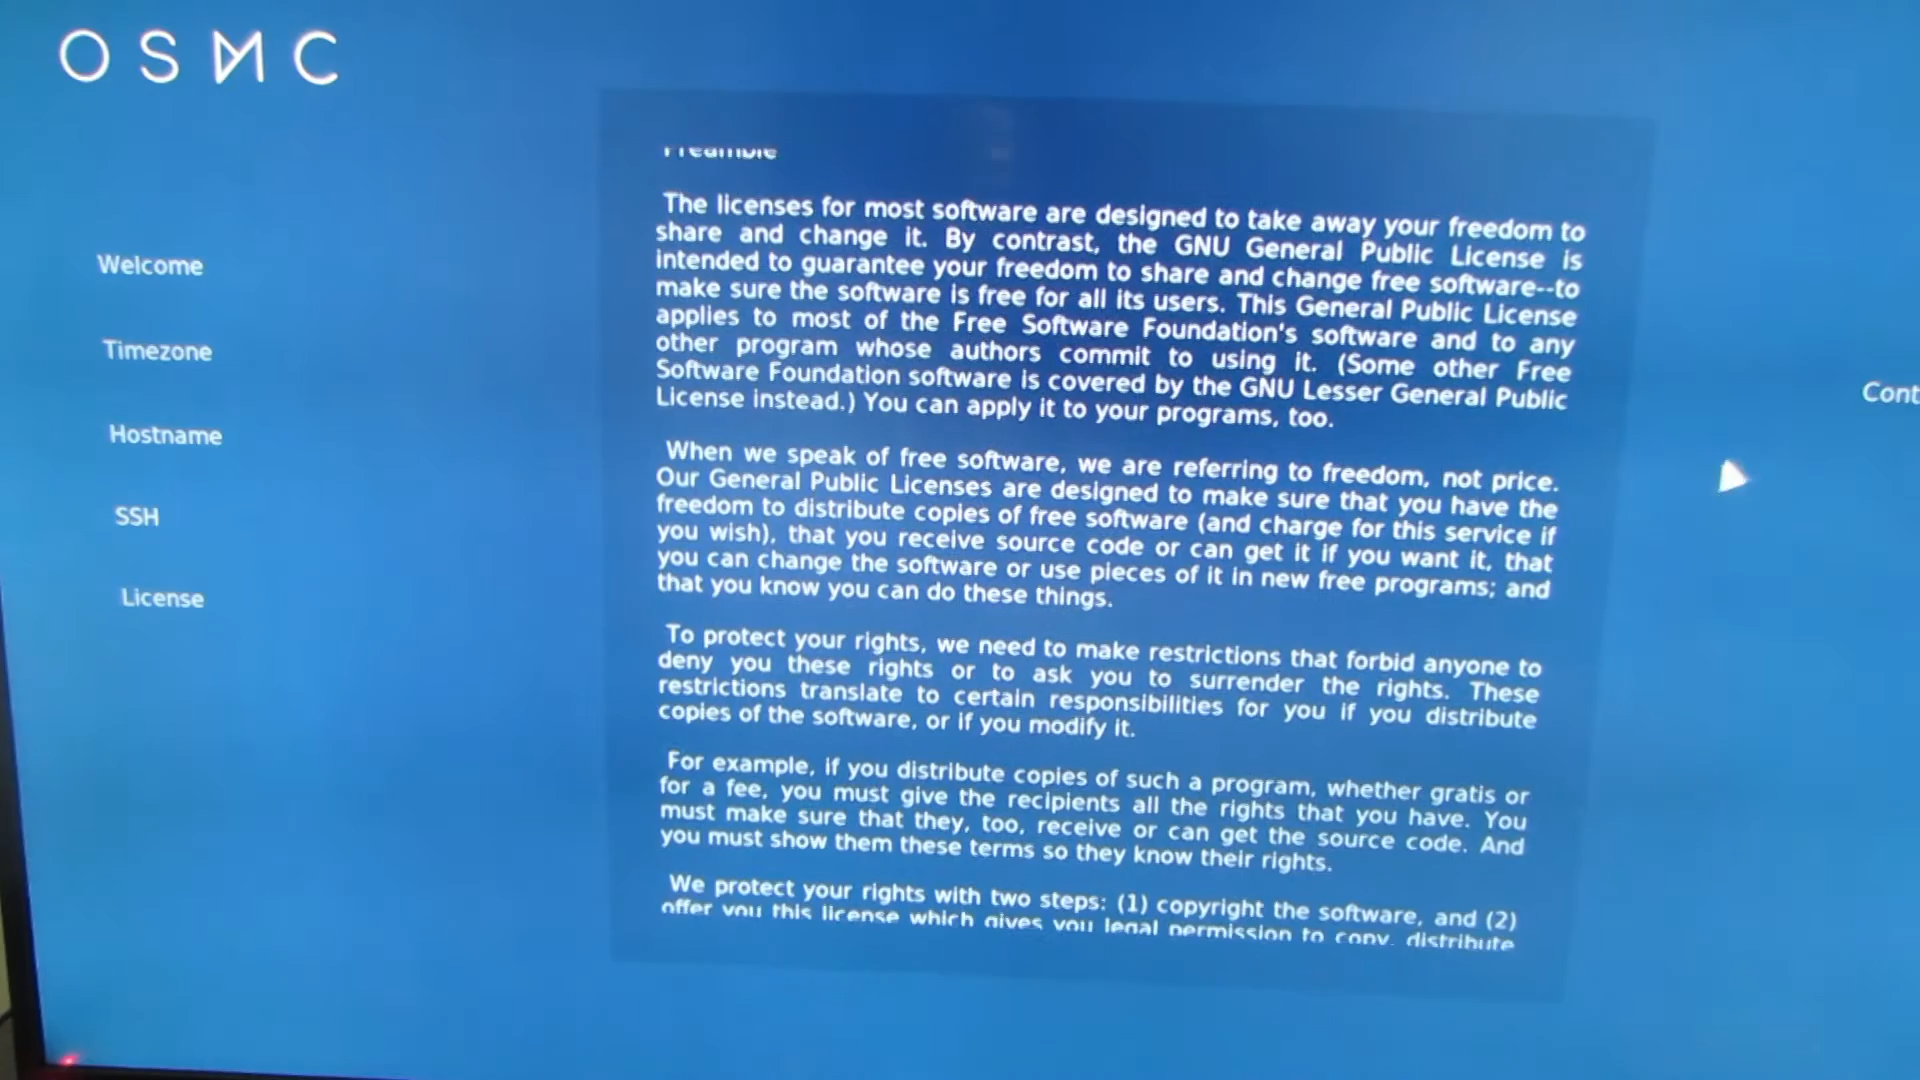 OSMC
Welcome
Timezone
Hostname
SSH
License
Preamble
The licenses for most software are designed to take away your freedom to
share and change it. By contrast, the GNU General Public License is
intended to guarantee your freedom to share and change free software--to
make sure the software is free for all its users. This General Public License
applies to most of the Free Software Foundation's software and to any
other program whose authors commit to using it. (Some other Free
Software Foundation software is covered by the GNU Lesser General Public
License instead.) You can apply it to your programs, too.
When we speak of free software, we are referring to freedom, not price.
Our General Public Licenses are designed to make sure that you have the
freedom to distribute copies of free software (and charge for this service if
you wish), that you receive source code or can get it if you want it, that
you can change the software or use pieces of it in new free programs; and
that you know you can do these things.
To protect your rights, we need to make restrictions that forbid anyone to
deny you these rights or to ask you to surrender the rights. These
restrictions translate to certain responsibilities for you if you distribute
copies of the software, or if you modify it.
For example, if you distribute copies of such a program, whether gratis or
for a fee, you must give the recipients all the rights that you have. You
must make sure that they, too, receive or can get the source code. And
you must show them these terms so they know their rights.
We protect your rights with two steps: (1) copyright the software, and (2)
offer you this license which gives you legal permission to copy, distribute
Cont